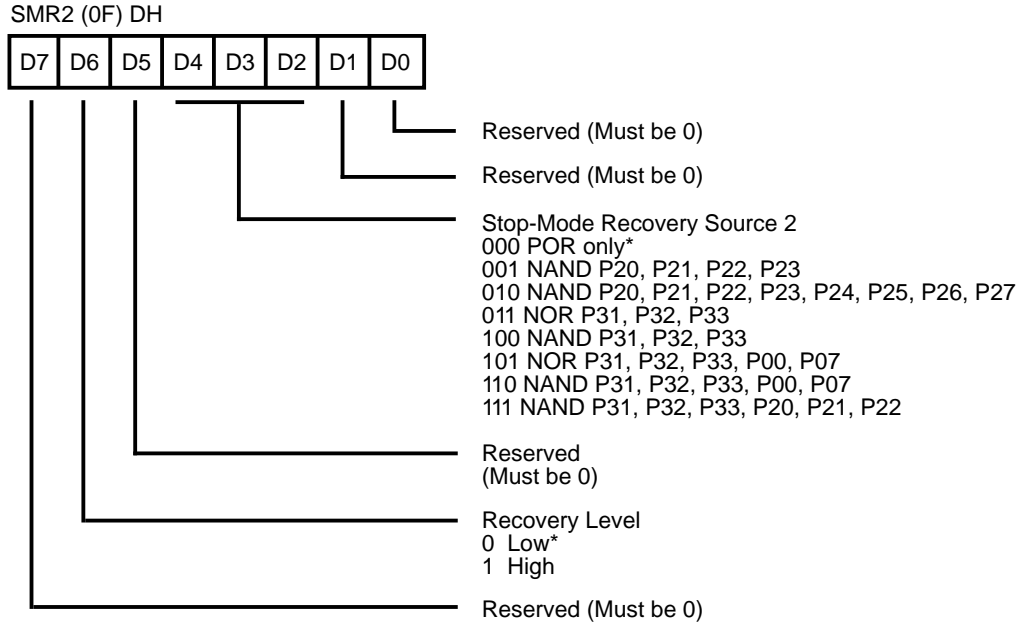 SMR2 (0F) DH
D7 D6 D5 D4 D3 D2 D1 D0
Reserved (Must be 0)
Reserved (Must be 0)
Stop-Mode Recovery Source 2
000 POR only*
001 NAND P20, P21, P22, P23
010 NAND P20, P21, P22, P23, P24, P25, P26, P27
011 NOR P31, P32, P33
100 NAND P31, P32, P33
101 NOR P31, P32, P33, P00, P07
110 NAND P31, P32, P33, P00, P07
111 NAND P31, P32, P33, P20, P21, P22
Reserved
(Must be 0)
Recovery Level
0 Low*
1 High
Reserved (Must be 0)